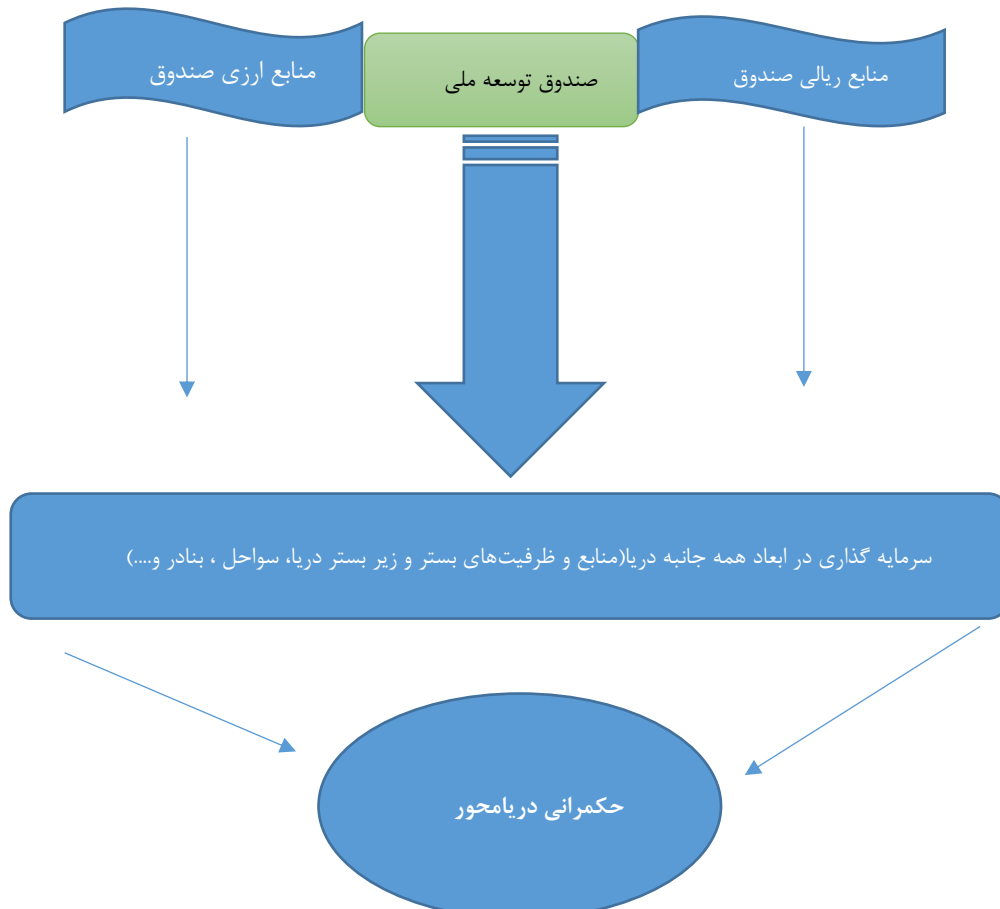 منابع ریالی صندوق
صندوق توسعه ملی
منابع ارزی صندوق
سرمایه گذاری در ابعاد همه جانبه دریا(منابع و ظرفیت‌های بستر و زیر بستر دریا، سواحل ، بنادر و....)
حکمرانی دریامحور